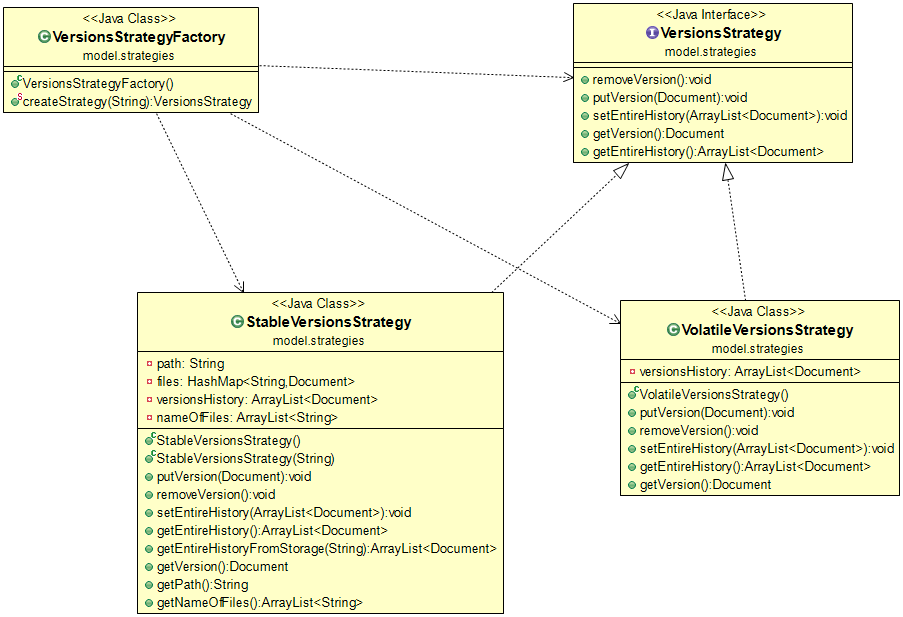 <<Java Class>>
VersionsStrategyFactory
model.strategies
VersionsStrategyFactory()
createStrategy(String):VersionsStrategy
<<Java Interface>>
VersionsStrategy
model.strategies
removeVersion():void
putVersion(Document):void
setEntireHistory(ArrayList<Document>):void
getVersion():Document
getEntireHistory():ArrayList<Document>
<<Java Class>>
StableVersionsStrategy
model.strategies
path: String
files: HashMap<String,Document>
versionsHistory: ArrayList<Document>
nameOfFiles: ArrayList<String>
StableVersionsStrategy()
StableVersionsStrategy(String)
putVersion(Document):void
removeVersion():void
setEntireHistory(ArrayList<Document>):void
getEntireHistory():ArrayList<Document>
getEntireHistoryFromStorage(String):ArrayList<Document>
getVersion():Document
getPath():String
getNameOfFiles():ArrayList<String>
<<Java Class>>
VolatileVersionsStrategy
model.strategies
versionsHistory: ArrayList<Document>
VolatileVersionsStrategy()
putVersion(Document):void
removeVersion():void
setEntireHistory(ArrayList<Document>):void
getEntireHistory():ArrayList<Document>
getVersion():Document